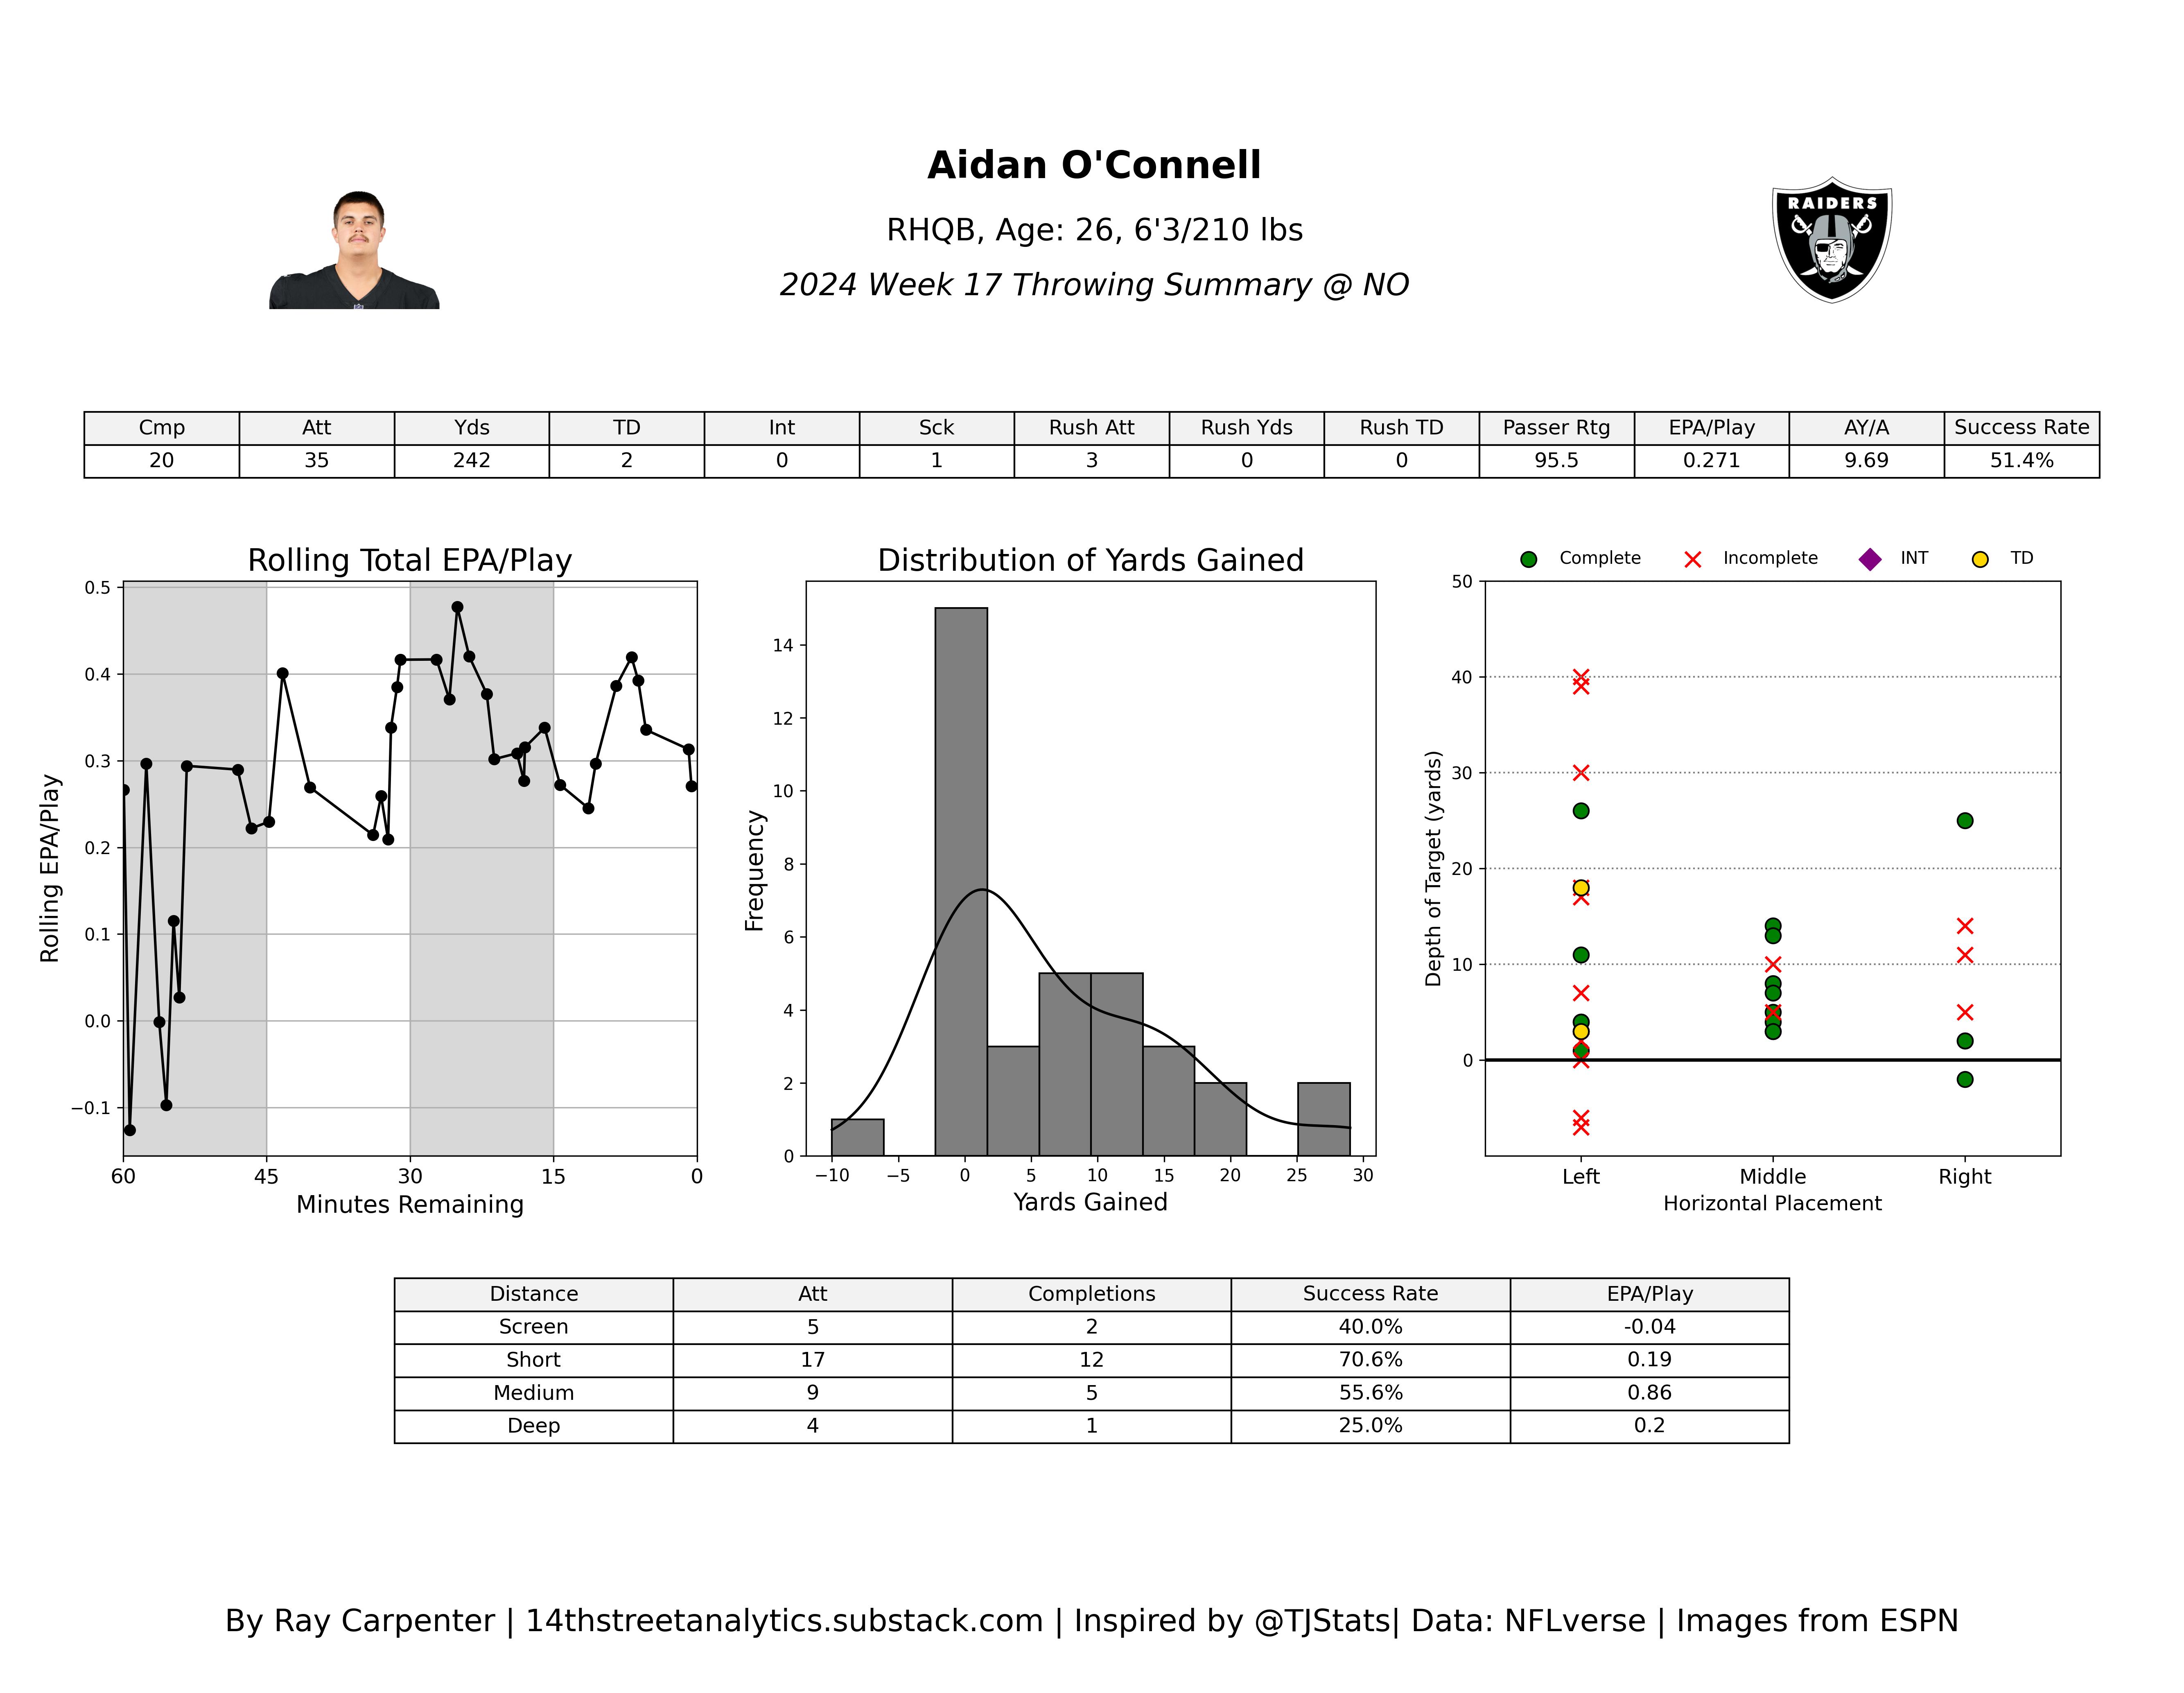 Aidan O'Connell
RHQB, Age: 26, 6'3/210 lbs
2024 Week 17 Throwing Summary @ NO
RAIDERS
Cmp Att Yds TD Int Sck Rush Att Rush Yds Rush TD Passer Rtg EPA/Play AY/A Success Rate
20 35 242 2 0 1 3 0 0 95.5 0.271 9.69 51.4%
Rolling Total EPA/Play
0.5
0.4
0.3
0.2
0.1
0.0
−0.1
Rolling EPA/Play
60 45 30 15 0
Minutes Remaining
Distribution of Yards Gained
14
12
10
8
6
4
2
0
Frequency
−10 −5 0 5 10 15 20 25 30
Yards Gained
Complete Incomplete INT TD
50
40
30
20
10
0
Depth of Target (yards)
Left Middle Right
Horizontal Placement
Distance Att Completions Success Rate EPA/Play
Screen 5 2 40.0% -0.04
Short 17 12 70.6% 0.19
Medium 9 5 55.6% 0.86
Deep 4 1 25.0% 0.2
By Ray Carpenter | 14thstreetanalytics.substack.com | Inspired by @TJStats| Data: NFLverse | Images from ESPN